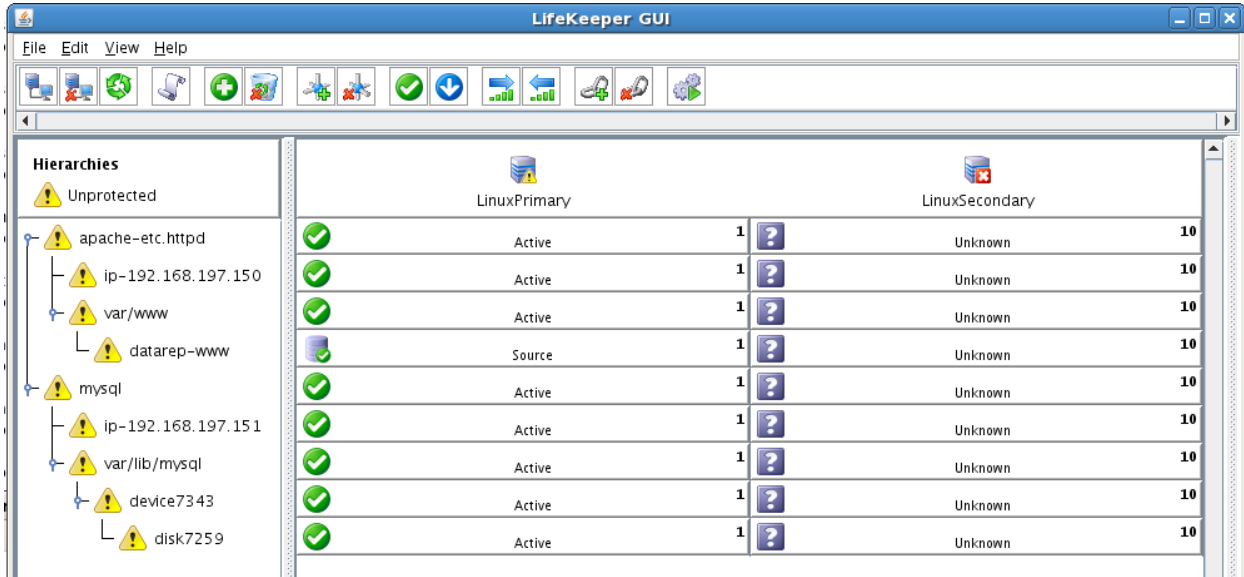 LifeKeeper GUI
File Edit View Help
Hierarchies
Unprotected
LinuxPrimary LinuxSecondary
apache-etc.httpd Active 1 Unknown 10
ip-192.168.197.150 Active 1 Unknown 10
var/www Active 1 Unknown 10
datarep-www Source 1 Unknown 10
mysql Active 1 Unknown 10
ip-192.168.197.151 Active 1 Unknown 10
var/lib/mysql Active 1 Unknown 10
device7343 Active 1 Unknown 10
disk7259 Active 1 Unknown 10